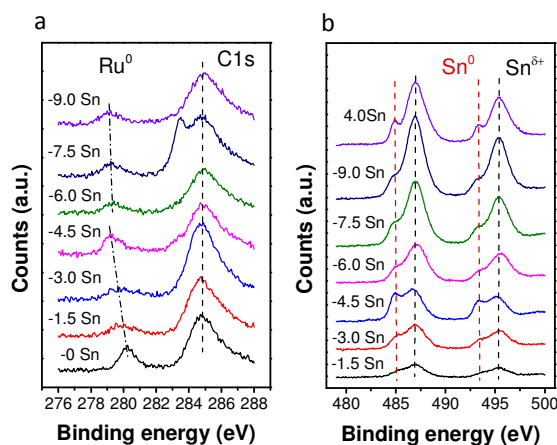 a
Ru⁰
C1s
-9.0 Sn
-7.5 Sn
-6.0 Sn
-4.5 Sn
-3.0 Sn
-1.5 Sn
-0 Sn
Counts (a.u.)
276 278 280 282 284 286 288
Binding energy (eV)
b
Sn⁰
Snᵟ⁺
4.0Sn
-9.0 Sn
-7.5 Sn
-6.0 Sn
-4.5 Sn
-3.0 Sn
-1.5 Sn
Counts (a.u.)
480 485 490 495 500
Binding energy (eV)